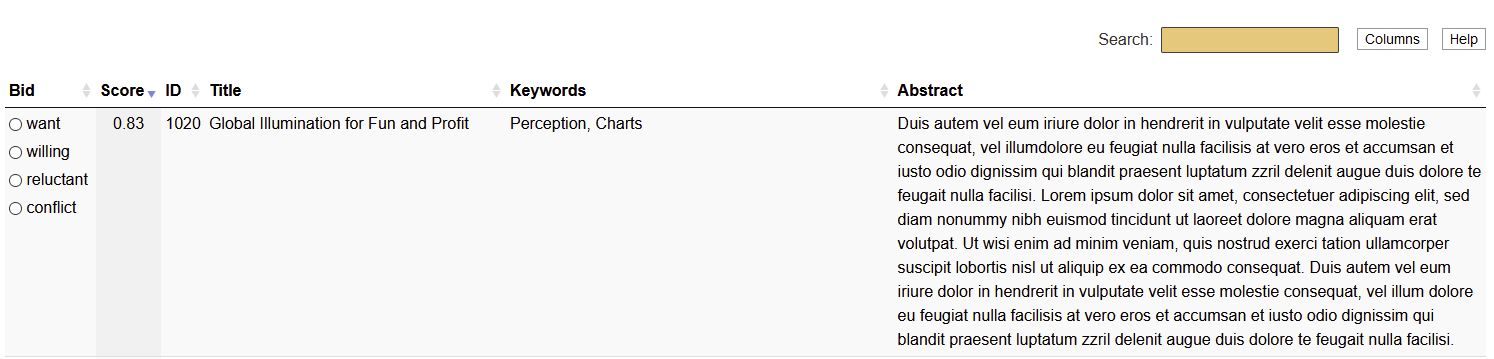 Search: Columns Help
Bid Score ID Title Keywords Abstract
want 0.83 1020 Global Illumination for Fun and Profit Perception, Charts Duis autem vel eum iriure dolor in hendrerit in vulputate velit esse molestie
willing consequat, vel illumdolore eu feugiat nulla facilisis at vero eros et accumsan et
reluctant iusto odio dignissim qui blandit praesent luptatum zzril delenit augue duis dolore te
conflict feugait nulla facilisi. Lorem ipsum dolor sit amet, consectetuer adipiscing elit, sed
diam nonummy nibh euismod tincidunt ut laoreet dolore magna aliquam erat
volutpat. Ut wisi enim ad minim veniam, quis nostrud exerci tation ullamcorper
suscipit lobortis nisl ut aliquip ex ea commodo consequat. Duis autem vel eum
iriure dolor in hendrerit in vulputate velit esse molestie consequat, vel illum dolore
eu feugiat nulla facilisis at vero eros et accumsan et iusto odio dignissim qui
blandit praesent luptatum zzril delenit augue duis dolore te feugait nulla facilisi.